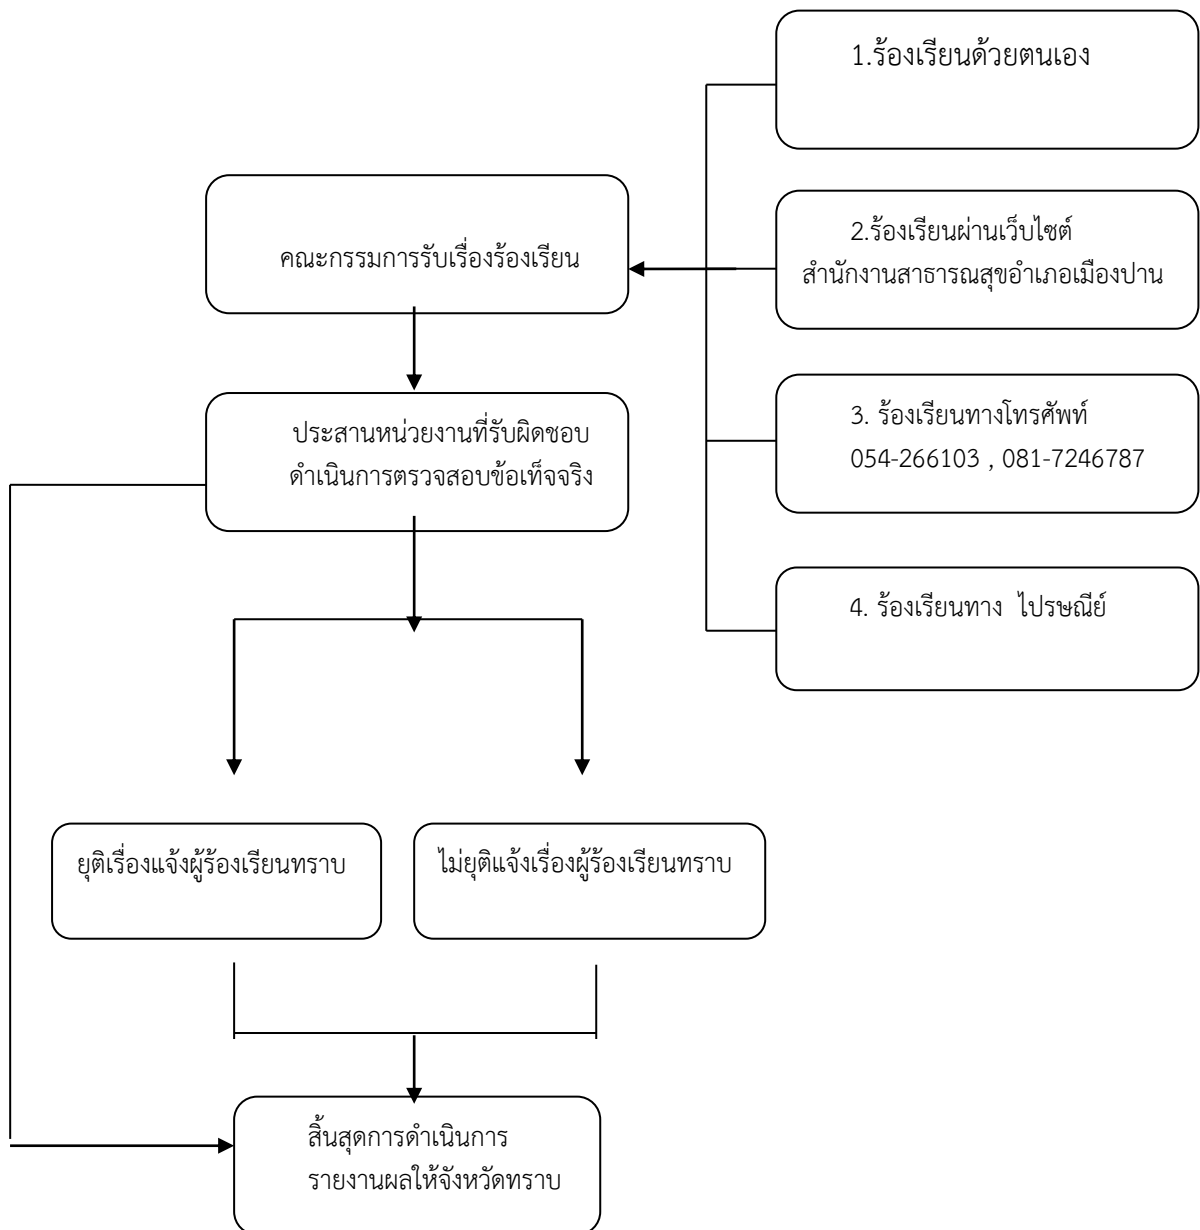 1.ร้องเรียนด้วยตนเอง
คณะกรรมการรับเรื่องร้องเรียน
2.ร้องเรียนผ่านเว็บไซต์
สำนักงานสาธารณสุขอำเภอเมืองปาน
ประสานหน่วยงานที่รับผิดชอบ
ดำเนินการตรวจสอบข้อเท็จจริง
3. ร้องเรียนทางโทรศัพท์
054-266103 , 081-7246787
4. ร้องเรียนทาง ไปรษณีย์
ยุติเรื่องแจ้งผู้ร้องเรียนทราบ
ไม่ยุติแจ้งเรื่องผู้ร้องเรียนทราบ
สิ้นสุดการดำเนินการ
รายงานผลให้จังหวัดทราบ